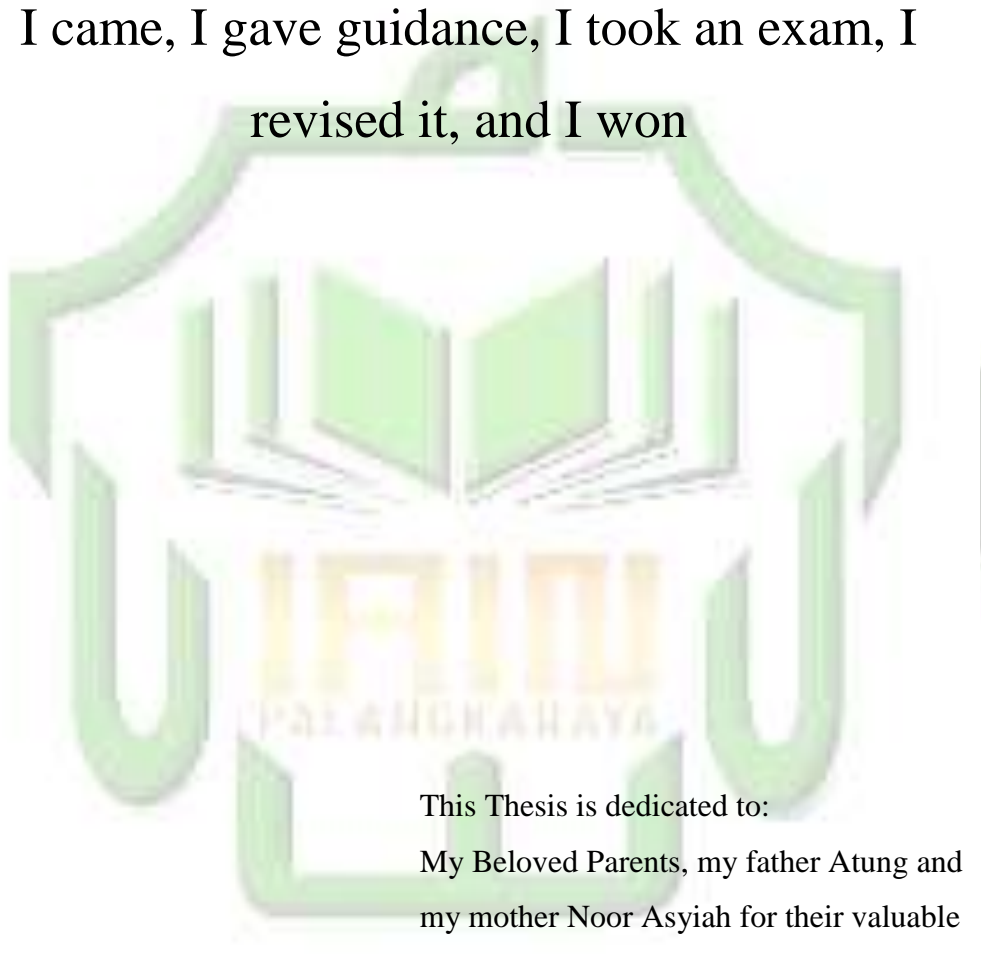 I came, I gave guidance, I took an exam, I
revised it, and I won
IAIN
PALANGKARAYA
This Thesis is dedicated to:
My Beloved Parents, my father Atung and
my mother Noor Asyiah for their valuable